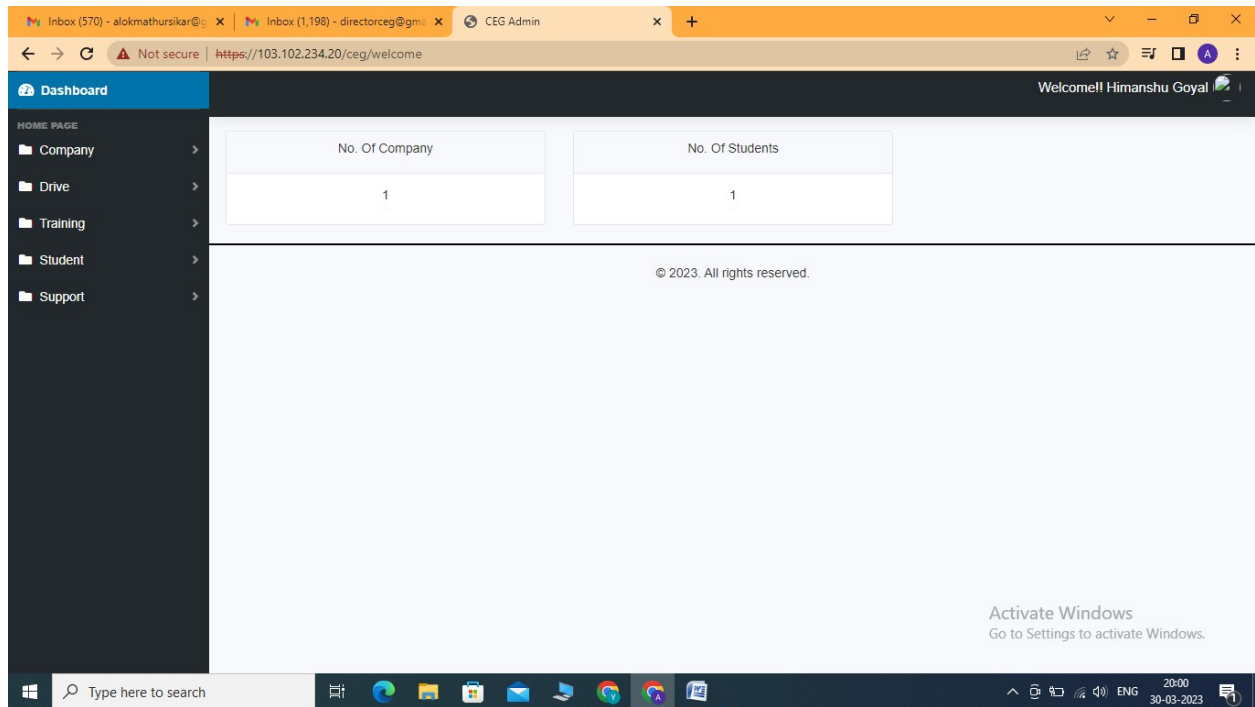 Inbox (570) - alokmathursikar@g
Inbox (1,198) - directorceg@gma
CEG Admin
Not secure | https://103.102.234.20/ceg/welcome
A
Dashboard
Welcome!! Himanshu Goyal
HOME PAGE
Company
Drive
Training
Student
Support
No. Of Company
No. Of Students
1
1
© 2023. All rights reserved.
Activate Windows
Go to Settings to activate Windows.
Type here to search
ENG
20:00
30-03-2023